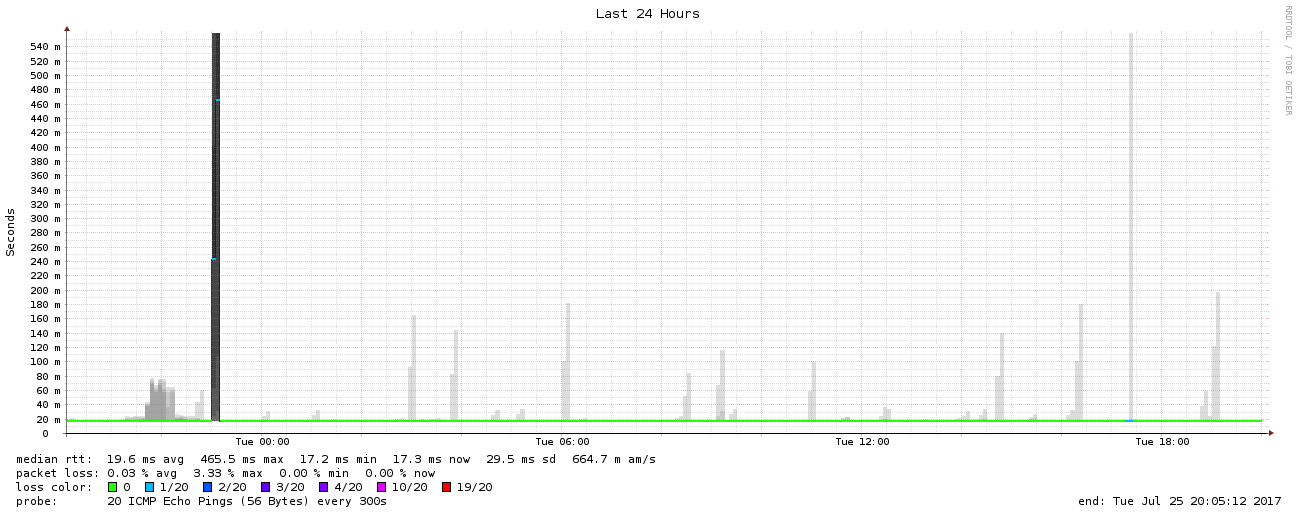 Last 24 Hours
RRDTOOL / TOBI OETIKER
Seconds
540 m
520 m
500 m
480 m
460 m
440 m
420 m
400 m
380 m
360 m
340 m
320 m
300 m
280 m
260 m
240 m
220 m
200 m
180 m
160 m
140 m
120 m
100 m
80 m
60 m
40 m
20 m
0
Tue 00:00 Tue 06:00 Tue 12:00 Tue 18:00
median rtt: 19.6 ms avg 465.5 ms max 17.2 ms min 17.3 ms now 29.5 ms sd 664.7 m am/s
packet loss: 0.03 % avg 3.33 % max 0.00 % min 0.00 % now
loss color: 0 1/20 2/20 3/20 4/20 10/20 19/20
probe: 20 ICMP Echo Pings (56 Bytes) every 300s end: Tue Jul 25 20:05:12 2017